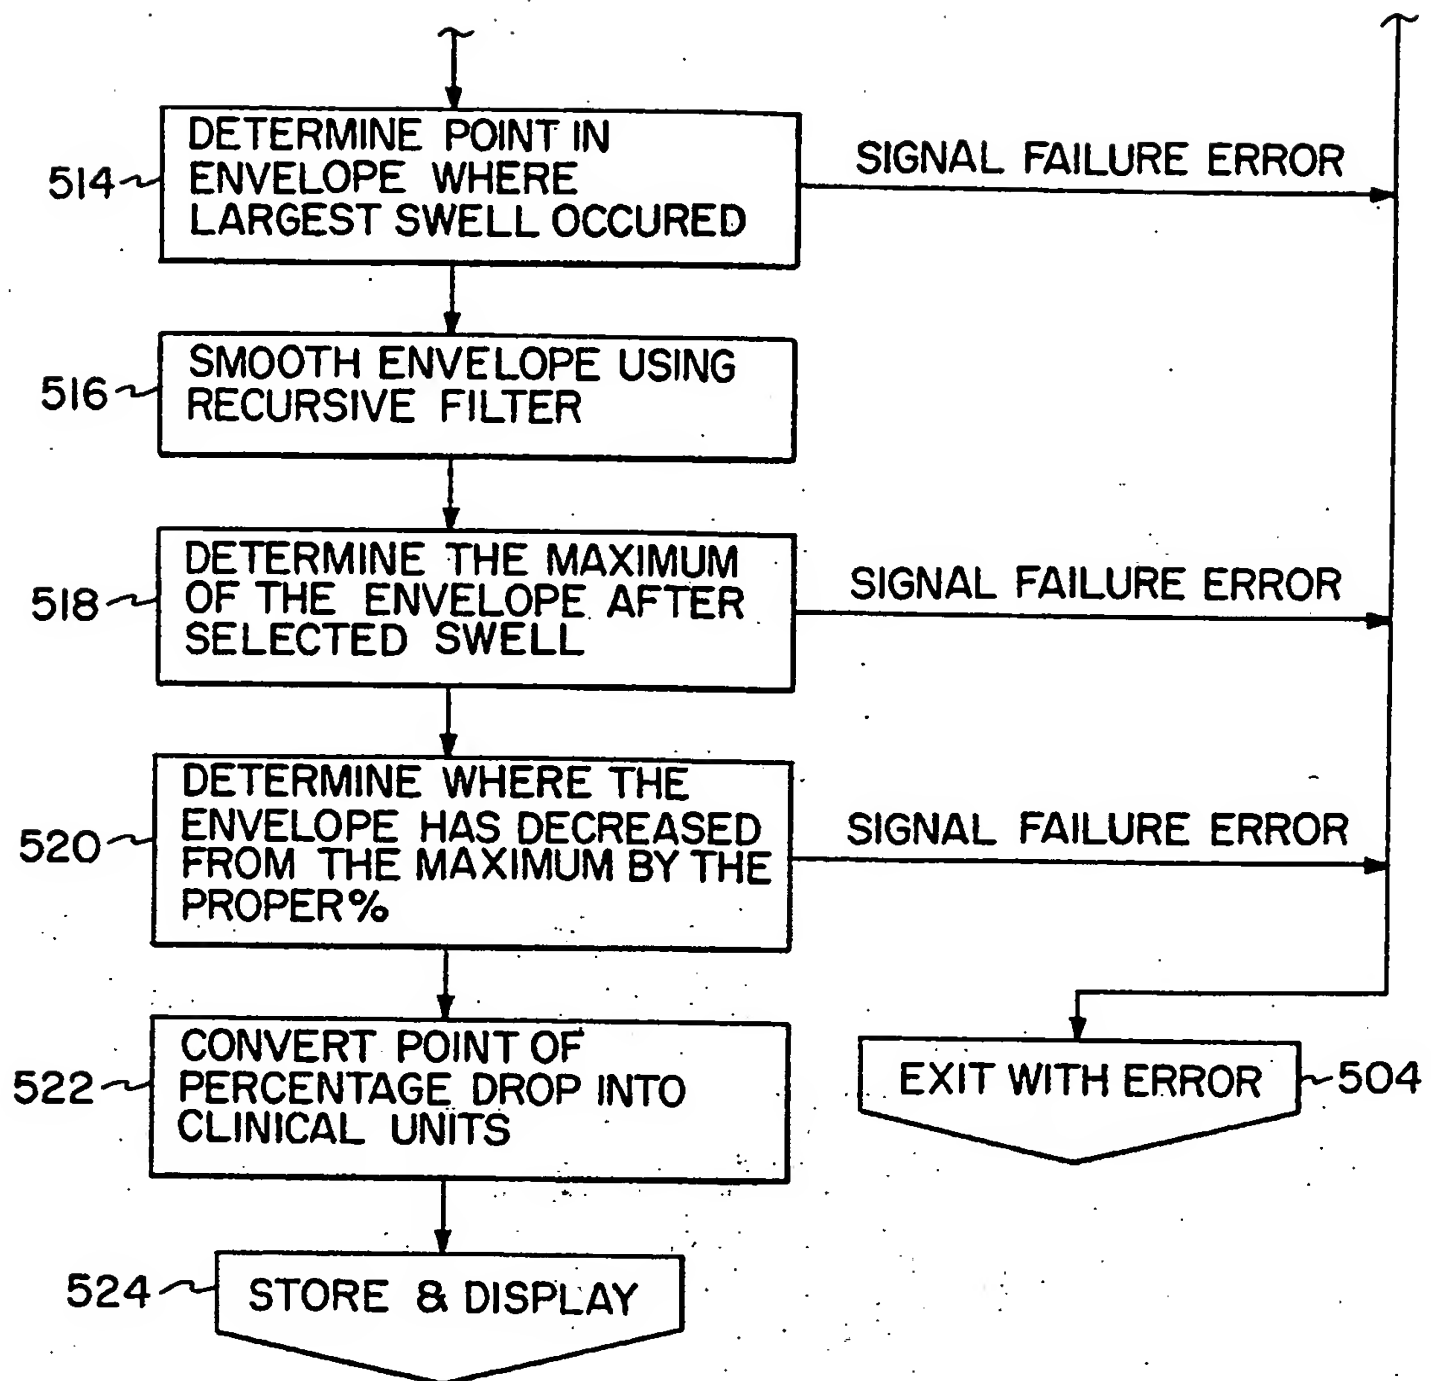 DETERMINE POINT IN
ENVELOPE WHERE
LARGEST SWELL OCCURED
514
SIGNAL FAILURE ERROR
SMOOTH ENVELOPE USING
RECURSIVE FILTER
516
DETERMINE THE MAXIMUM
OF THE ENVELOPE AFTER
SELECTED SWELL
518
SIGNAL FAILURE ERROR
DETERMINE WHERE THE
ENVELOPE HAS DECREASED
FROM THE MAXIMUM BY THE
PROPER%
520
SIGNAL FAILURE ERROR
CONVERT POINT OF
PERCENTAGE DROP INTO
CLINICAL UNITS
522
EXIT WITH ERROR
504
STORE & DISPLAY
524